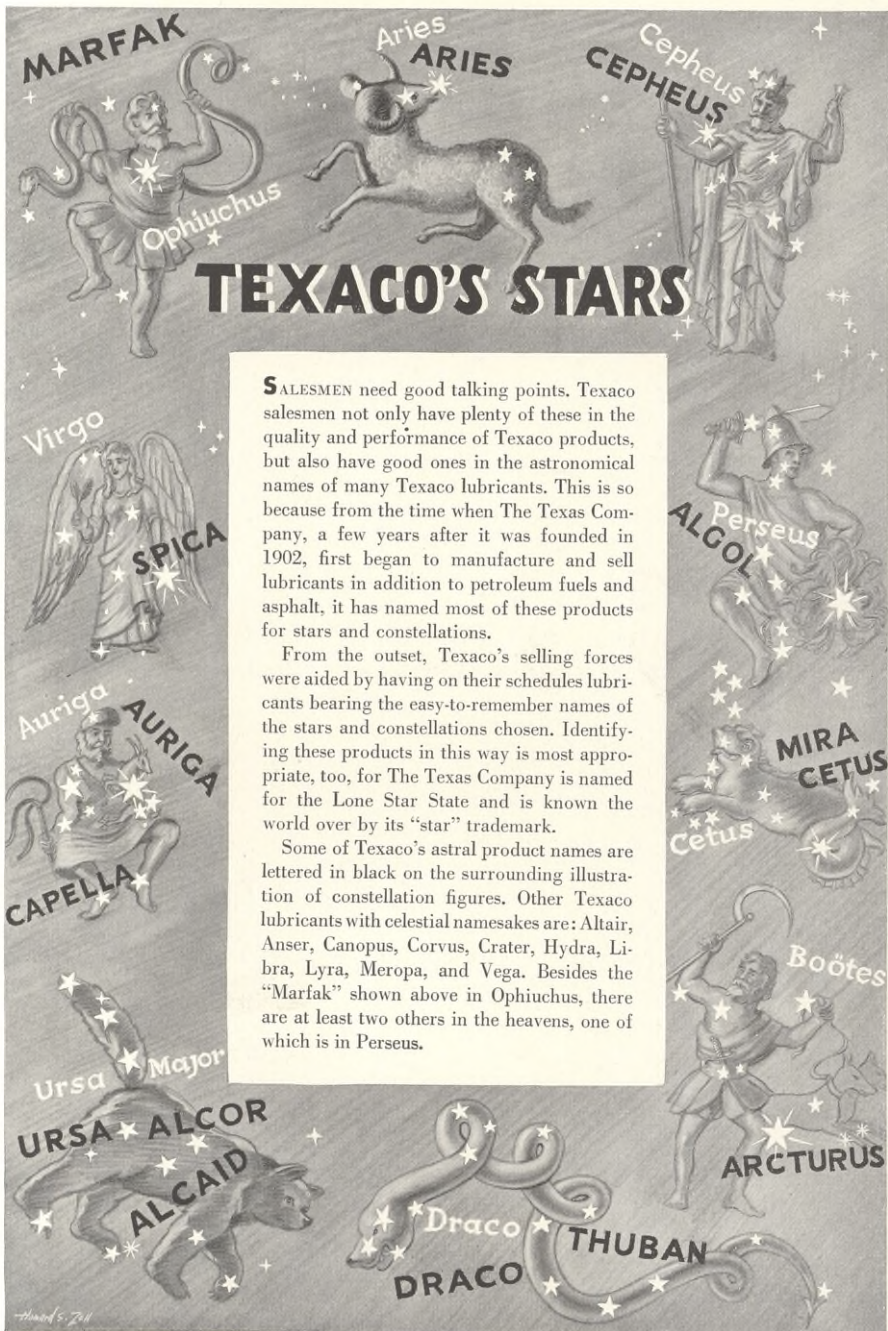 MARFAK
Aries
ARIES
Cepheus
CEPHEUS
Ophiuchus
TEXACO'S STARS
SALESMEN need good talking points. Texaco
salesmen not only have plenty of these in the
quality and performance of Texaco products,
but also have good ones in the astronomical
names of many Texaco lubricants. This is so
because from the time when The Texas Com-
pany, a few years after it was founded in
1902, first began to manufacture and sell
lubricants in addition to petroleum fuels and
asphalt, it has named most of these products
for stars and constellations.
From the outset, Texaco's selling forces
were aided by having on their schedules lubri-
cants bearing the easy-to-remember names of
the stars and constellations chosen. Identify-
ing these products in this way is most appro-
priate, too, for The Texas Company is named
for the Lone Star State and is known the
world over by its "star" trademark.
Some of Texaco's astral product names are
lettered in black on the surrounding illustra-
tion of constellation figures. Other Texaco
lubricants with celestial namesakes are: Altair,
Anser, Canopus, Corvus, Crater, Hydra, Li-
bra, Lyra, Meropa, and Vega. Besides the
"Marfak" shown above in Ophiuchus, there
are at least two others in the heavens, one of
which is in Perseus.
Virgo
SPICA
Perseus
ALGOL
Auriga
AURIGA
CAPELLA
MIRA
CETUS
Cetus
Boötes
ARCTURUS
Ursa Major
URSA ALCOR
ALCAID
Draco
DRACO
THUBAN
Howard S. Zoll